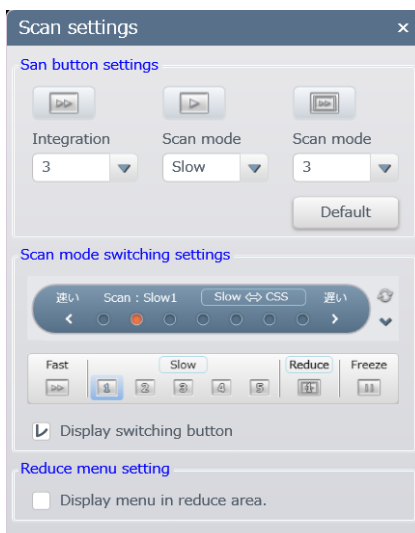 Scan settings
San button settings
Integration Scan mode Scan mode
3 Slow 3
Default
Scan mode switching settings
速い Scan : Slow1 Slow ⇔ CSS 遅い
Fast Slow Reduce Freeze
1 2 3 4 5
Display switching button
Reduce menu setting
Display menu in reduce area.